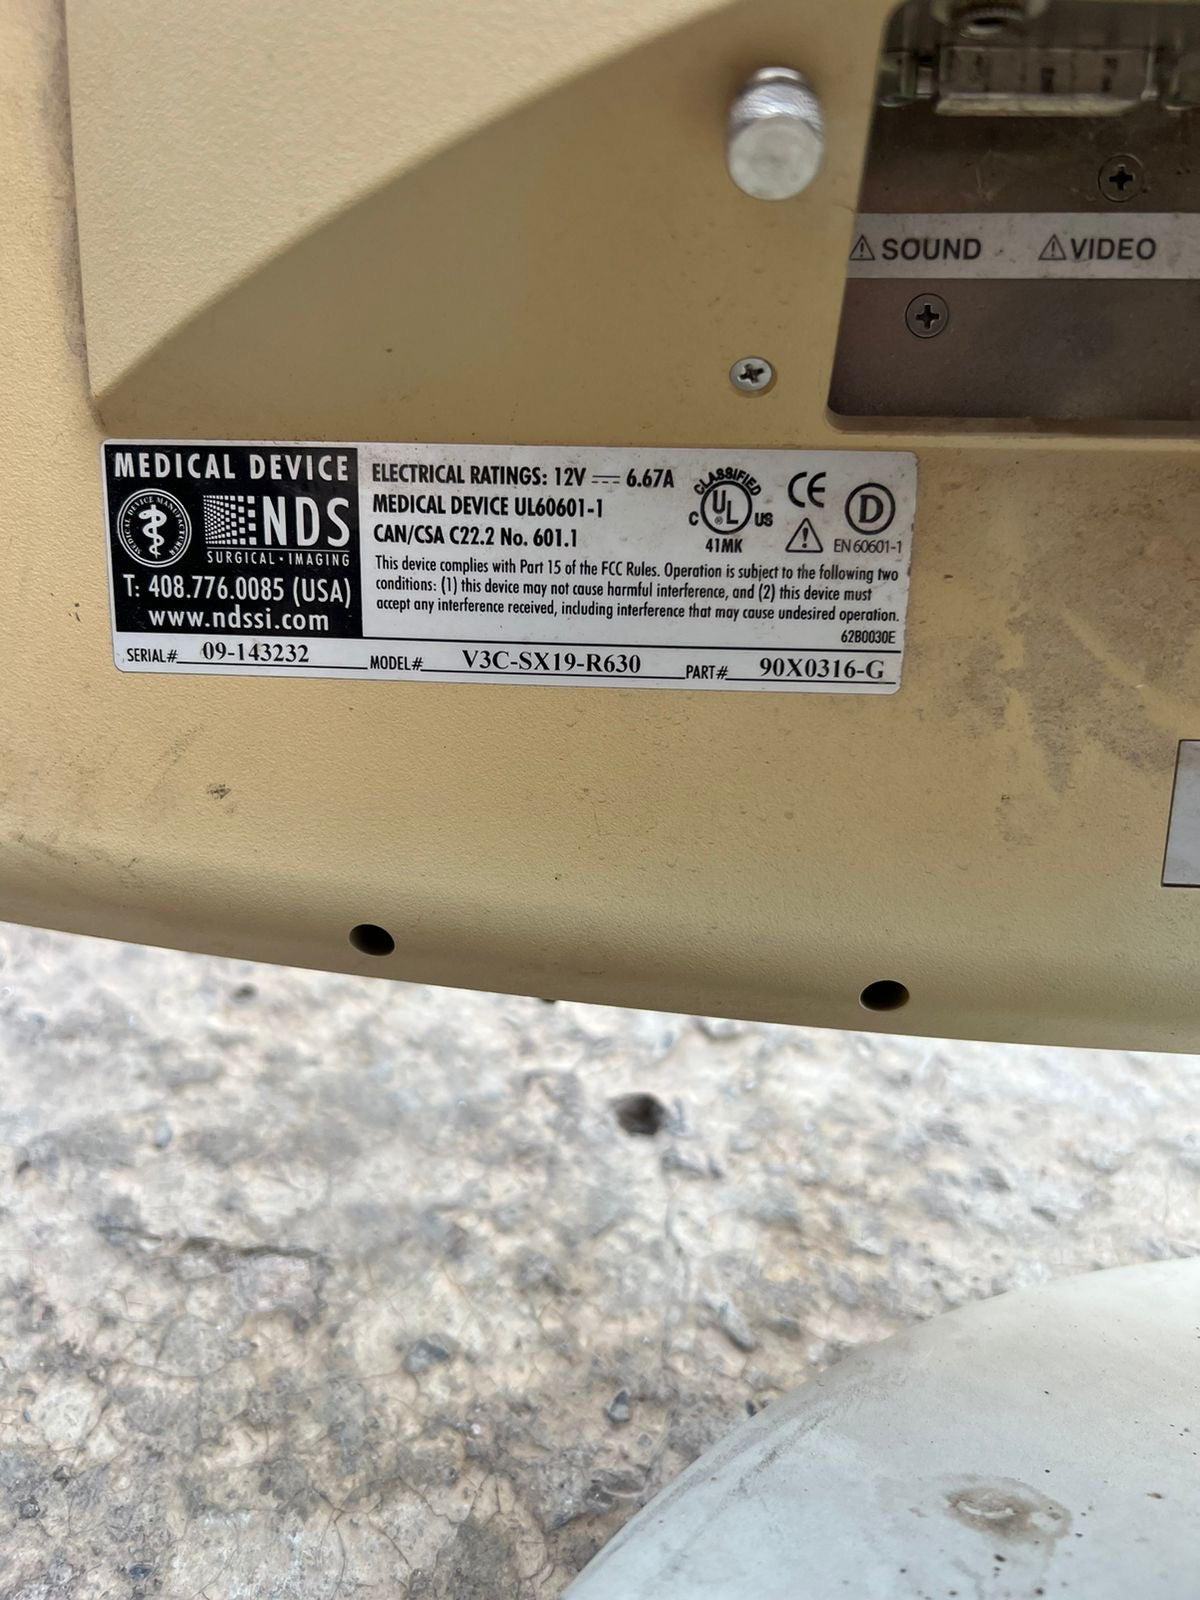 ⚠ SOUND ⚠ VIDEO
MEDICAL DEVICE
MEDICAL DEVICE MANUFACTURER
NDS
SURGICAL • IMAGING
T: 408.776.0085 (USA)
www.ndssi.com
ELECTRICAL RATINGS: 12V ⎓ 6.67A
MEDICAL DEVICE UL60601-1
CAN/CSA C22.2 No. 601.1
CLASSIFIED
C UL ® US
41MK
CE
D
EN60601-1
This device complies with Part 15 of the FCC Rules. Operation is subject to the following two
conditions: (1) this device may not cause harmful interference, and (2) this device must
accept any interference received, including interference that may cause undesired operation.
62B0030E
SERIAL# 09-143232 MODEL# V3C-SX19-R630 PART# 90X0316-G